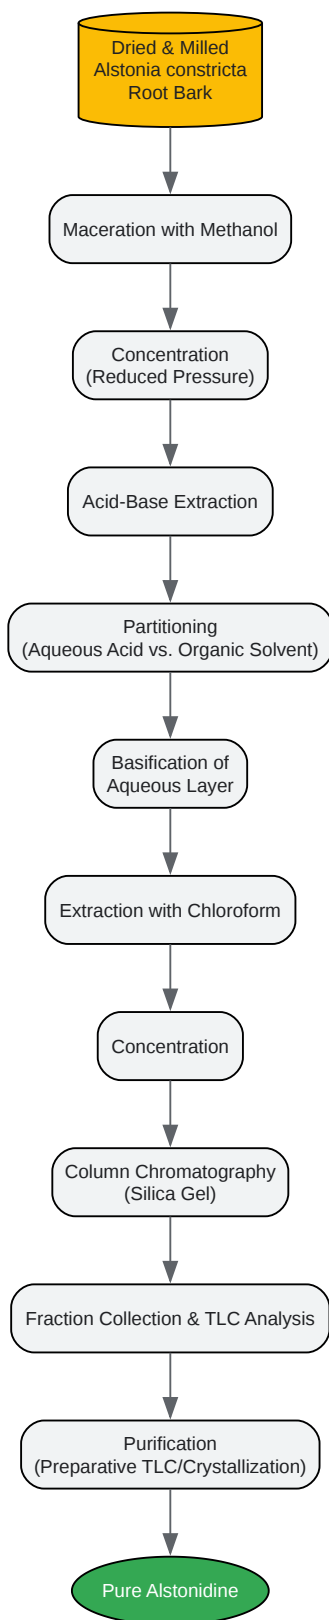 Dried & Milled
Alstonia constricta
Root Bark
Maceration with Methanol
Concentration
(Reduced Pressure)
Acid-Base Extraction
Partitioning
(Aqueous Acid vs. Organic Solvent)
Basification of
Aqueous Layer
Extraction with Chloroform
Concentration
Column Chromatography
(Silica Gel)
Fraction Collection & TLC Analysis
Purification
(Preparative TLC/Crystallization)
Pure Alstonidine